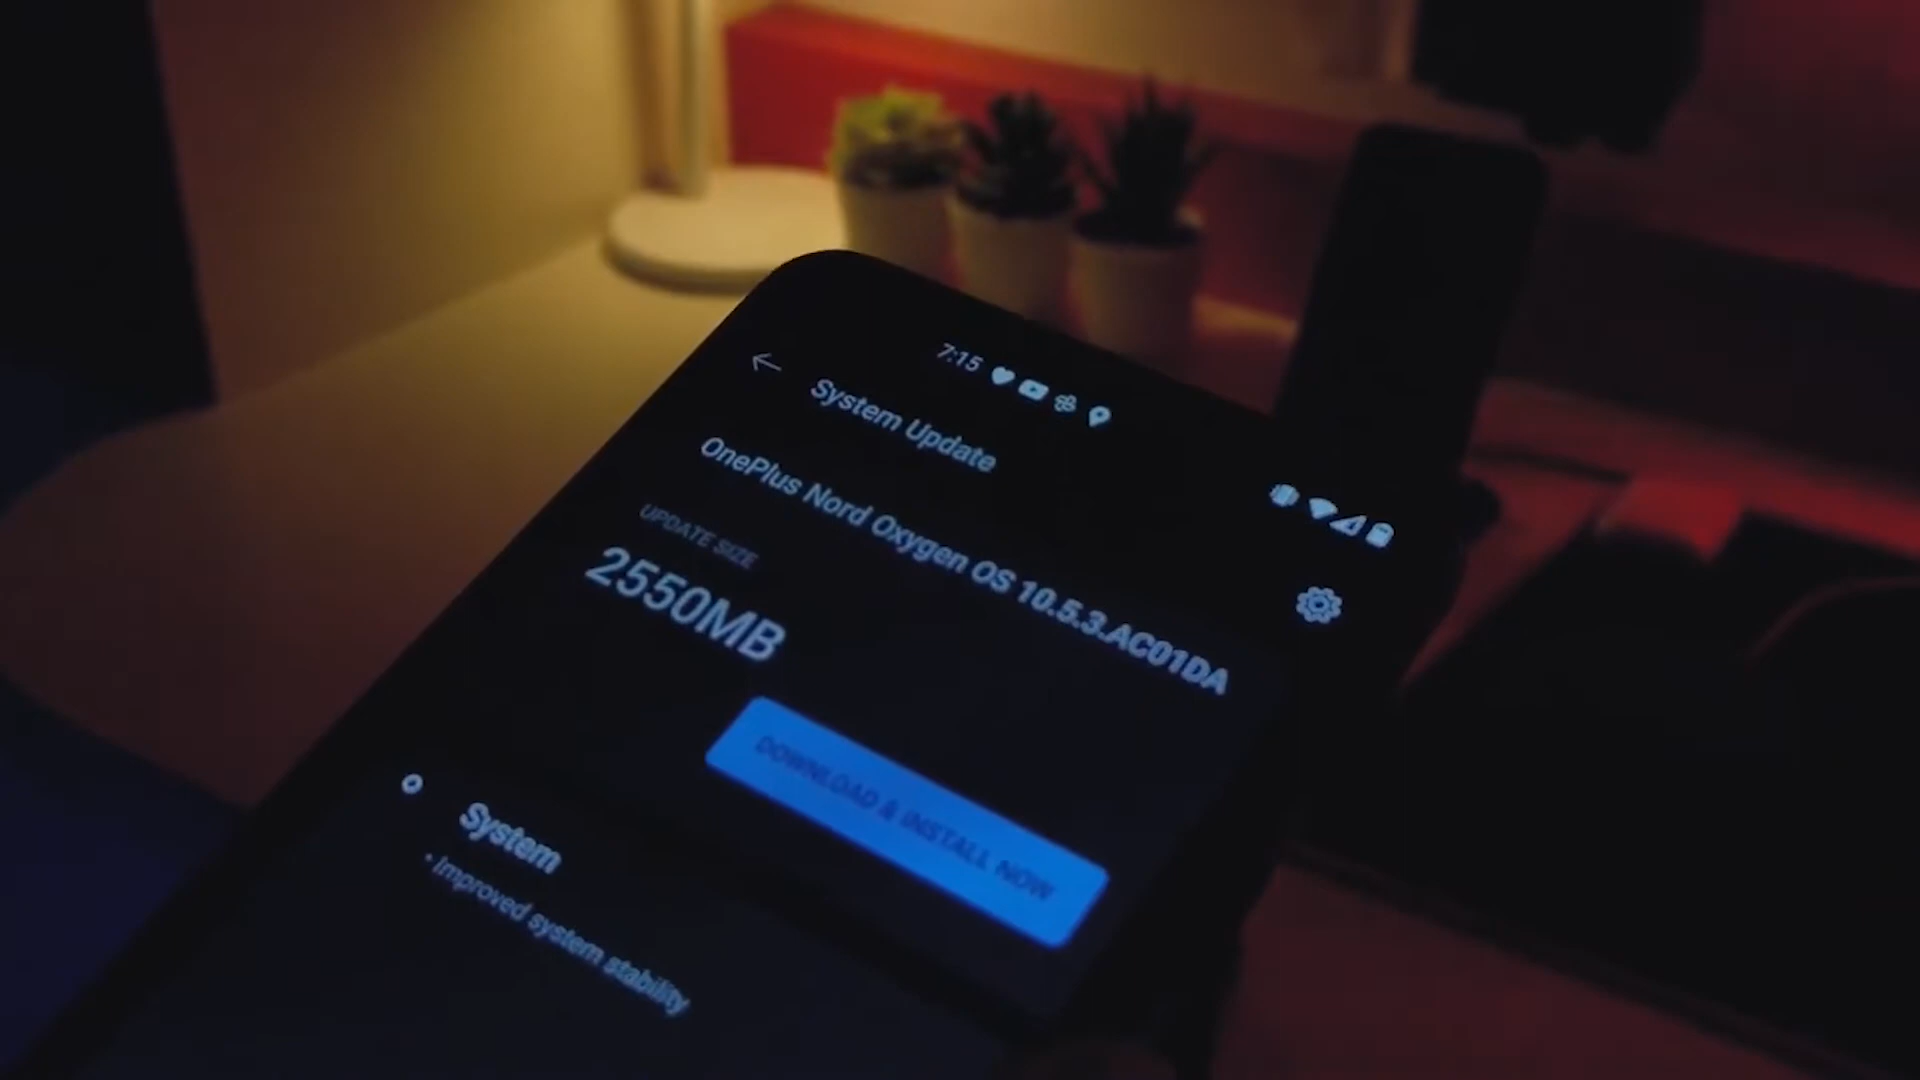 7:15
System Update
OnePlus Nord Oxygen OS 10.5.3.AC01DA
UPDATE SIZE
2550MB
DOWNLOAD & INSTALL NOW
System
• Improved system stability